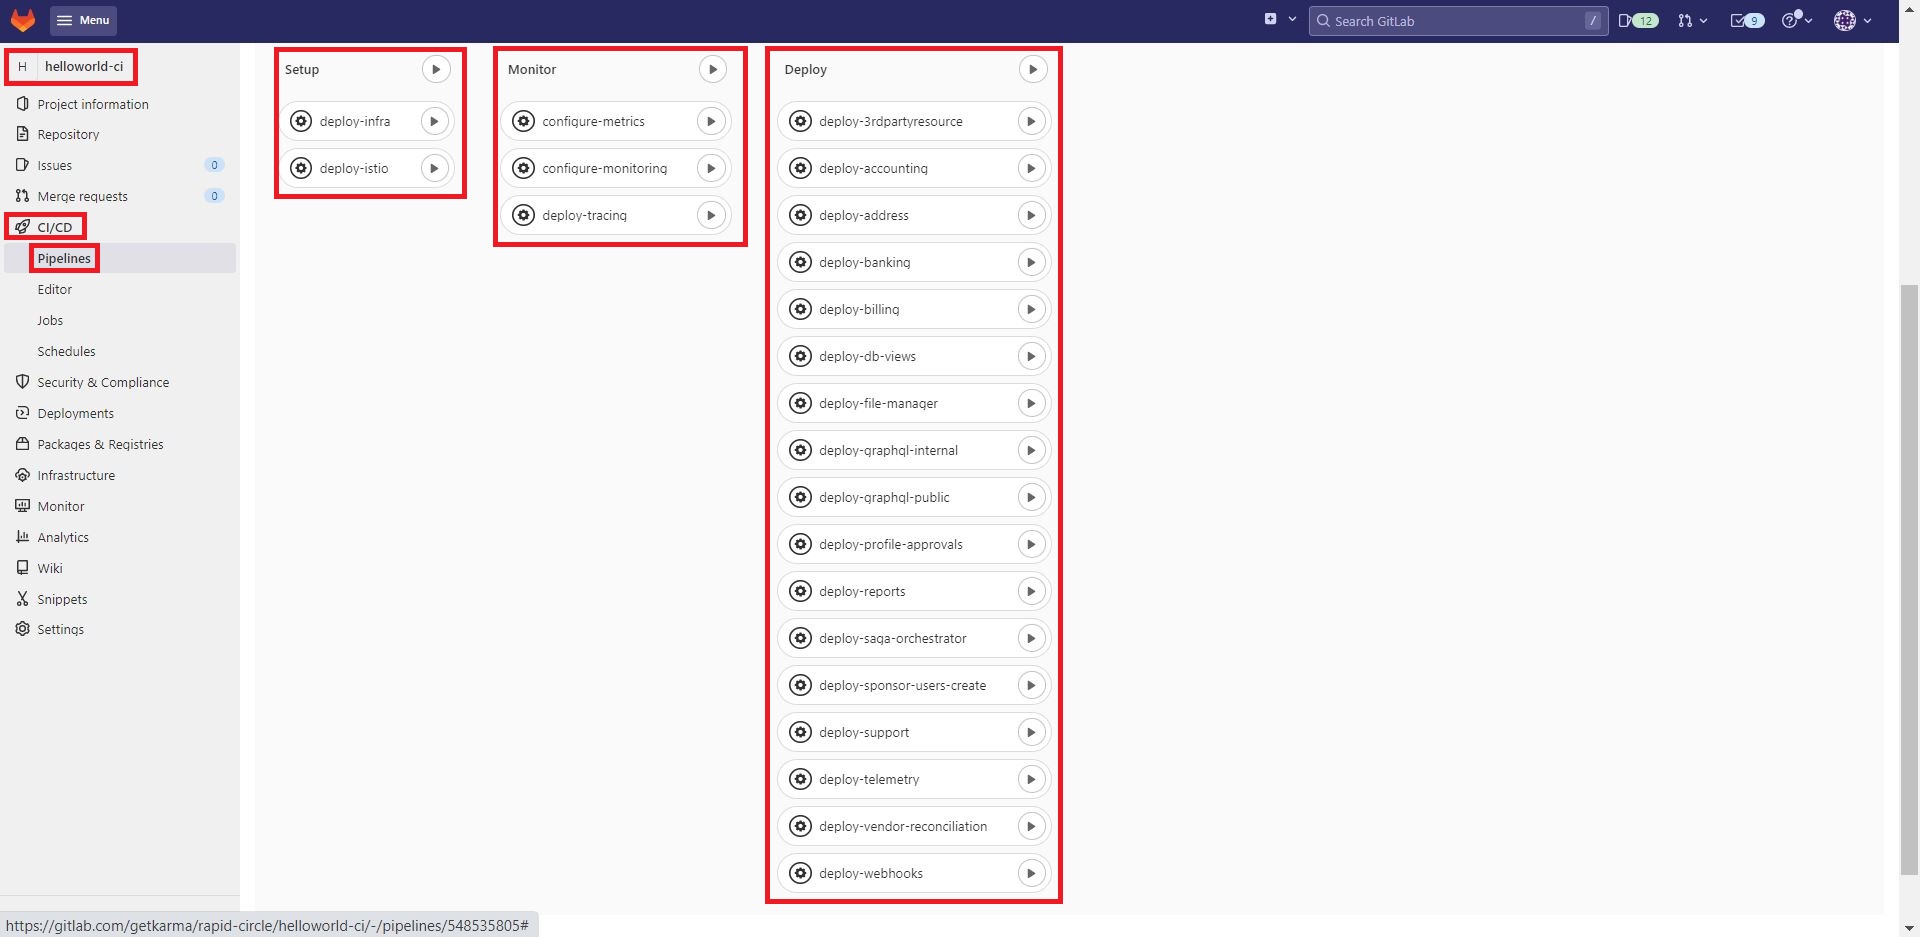 Menu
Search GitLab
/
12
9
H helloworld-ci
Project information
Repository
Issues 0
Merge requests 0
CI/CD
Pipelines
Editor
Jobs
Schedules
Security & Compliance
Deployments
Packages & Registries
Infrastructure
Monitor
Analytics
Wiki
Snippets
Settings
Setup
deploy-infra
deploy-istio
Monitor
configure-metrics
configure-monitoring
deploy-tracing
Deploy
deploy-3rdpartyresource
deploy-accounting
deploy-address
deploy-banking
deploy-billing
deploy-db-views
deploy-file-manager
deploy-graphql-internal
deploy-graphql-public
deploy-profile-approvals
deploy-reports
deploy-saga-orchestrator
deploy-sponsor-users-create
deploy-support
deploy-telemetry
deploy-vendor-reconciliation
deploy-webhooks
https://gitlab.com/getkarma/rapid-circle/helloworld-ci/-/pipelines/548535805#